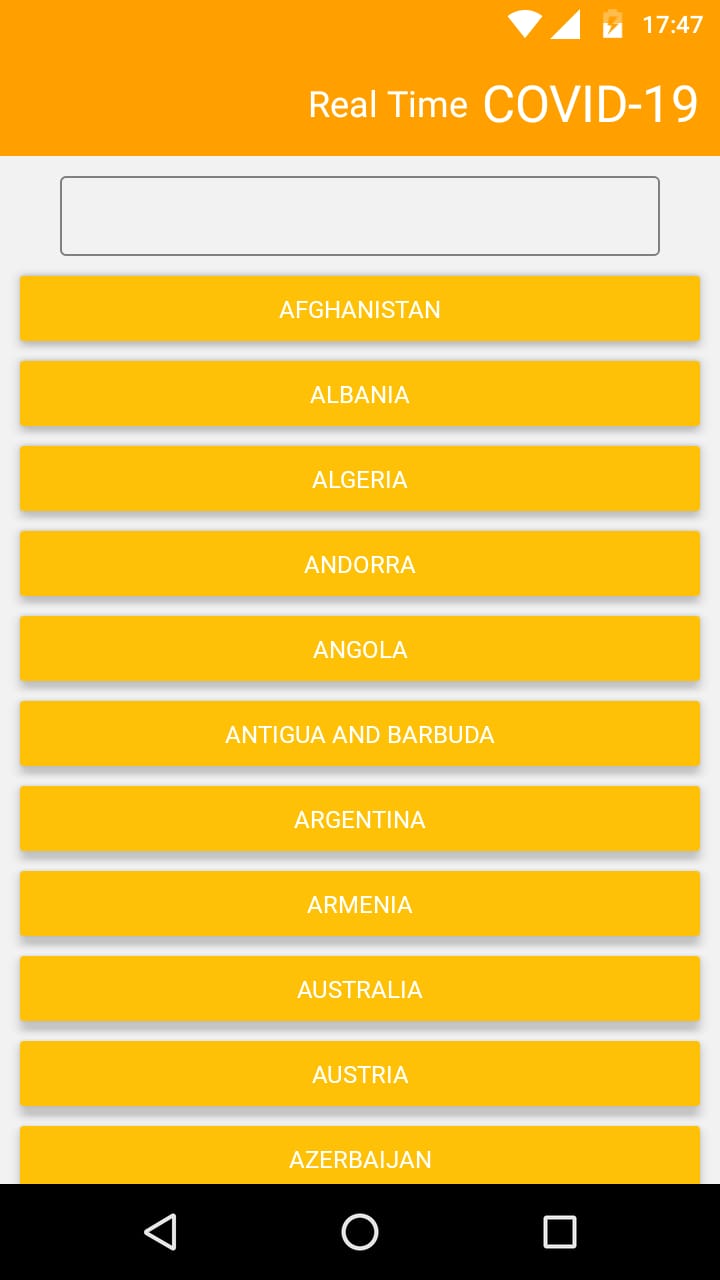 17:47
Real Time COVID-19
AFGHANISTAN
ALBANIA
ALGERIA
ANDORRA
ANGOLA
ANTIGUA AND BARBUDA
ARGENTINA
ARMENIA
AUSTRALIA
AUSTRIA
AZERBAIJAN